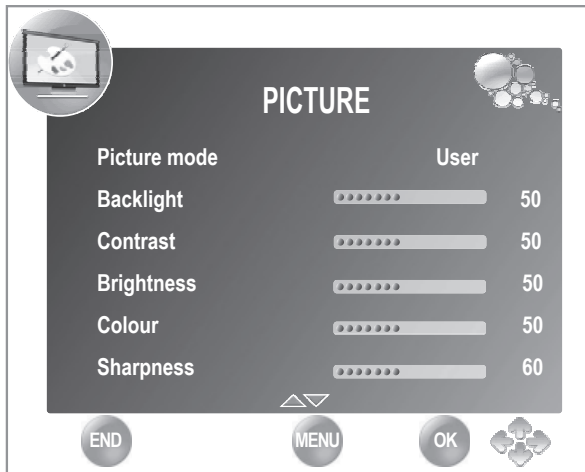 PICTURE
Picture mode User
Backlight 50
Contrast 50
Brightness 50
Colour 50
Sharpness 60
END MENU OK